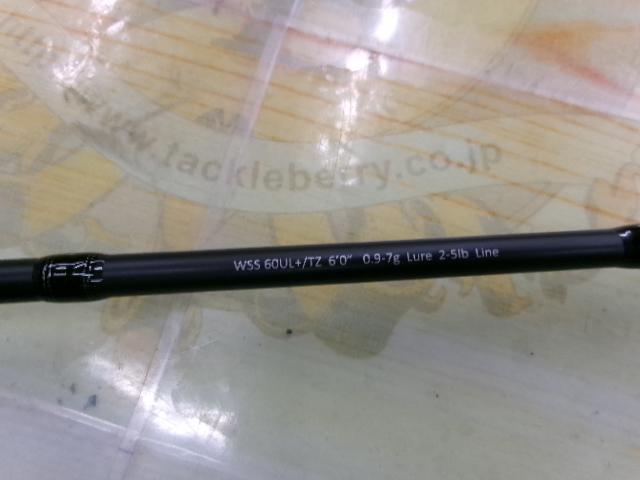 www.tackleberry.co.jp
WSS 60UL+/TZ 6'0" 0.9-7g Lure 2-5lb Line